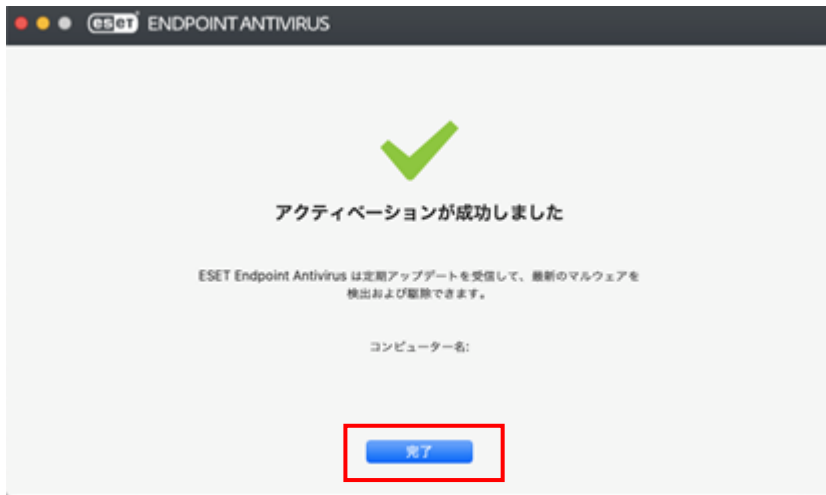 eset ENDPOINT ANTIVIRUS
アクティベーションが成功しました
ESET Endpoint Antivirus は定期アップデートを受信して、最新のマルウェアを
検出および駆除できます。
コンピューター名:
完了